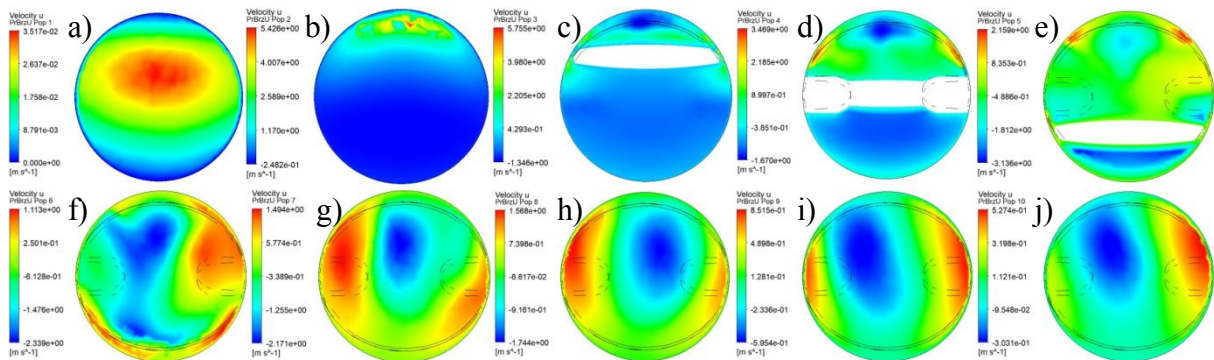 a)
Velocity u
PrBrzU Pop 1
3.517e-02
2.637e-02
1.758e-02
8.791e-03
0.000e+00
[m s^-1]
b)
Velocity u
PrBrzU Pop 2
5.426e+00
4.007e+00
2.589e+00
1.170e+00
-2.482e-01
[m s^-1]
c)
Velocity u
PrBrzU Pop 3
5.755e+00
3.980e+00
2.205e+00
4.293e-01
-1.346e+00
[m s^-1]
d)
Velocity u
PrBrzU Pop 4
3.469e+00
2.185e+00
8.997e-01
-3.851e-01
-1.670e+00
[m s^-1]
e)
Velocity u
PrBrzU Pop 5
2.159e+00
8.353e-01
-4.886e-01
-1.812e+00
-3.136e+00
[m s^-1]
f)
Velocity u
PrBrzU Pop 6
1.113e+00
2.501e-01
-6.128e-01
-1.476e+00
-2.339e+00
[m s^-1]
g)
Velocity u
PrBrzU Pop 7
1.494e+00
5.774e-01
-3.389e-01
-1.255e+00
-2.171e+00
[m s^-1]
h)
Velocity u
PrBrzU Pop 8
1.568e+00
7.398e-01
-8.817e-02
-9.161e-01
-1.744e+00
[m s^-1]
i)
Velocity u
PrBrzU Pop 9
8.515e-01
4.898e-01
1.281e-01
-2.336e-01
-5.954e-01
[m s^-1]
j)
Velocity u
PrBrzU Pop 10
5.274e-01
3.198e-01
1.121e-01
-9.548e-02
-3.031e-01
[m s^-1]